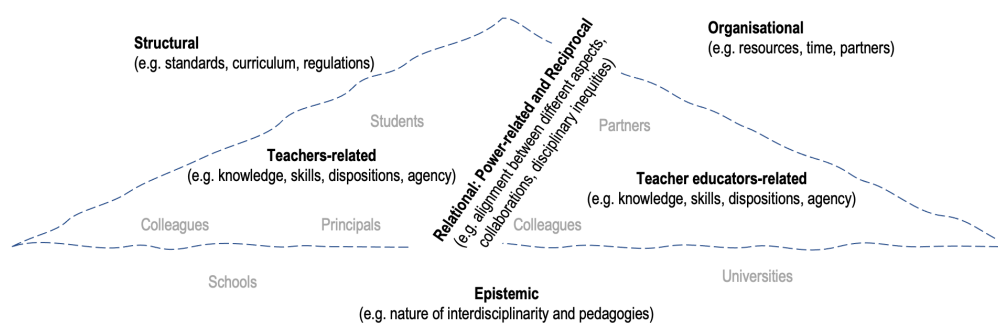 Structural
(e.g. standards, curriculum, regulations)
Organisational
(e.g. resources, time, partners)
Relational: Power-related and Reciprocal
(e.g. alignment between different aspects,
collaborations, disciplinary inequities)
Students
Partners
Teachers-related
(e.g. knowledge, skills, dispositions, agency)
Teacher educators-related
(e.g. knowledge, skills, dispositions, agency)
Colleagues
Principals
Colleagues
Schools
Universities
Epistemic
(e.g. nature of interdisciplinarity and pedagogies)